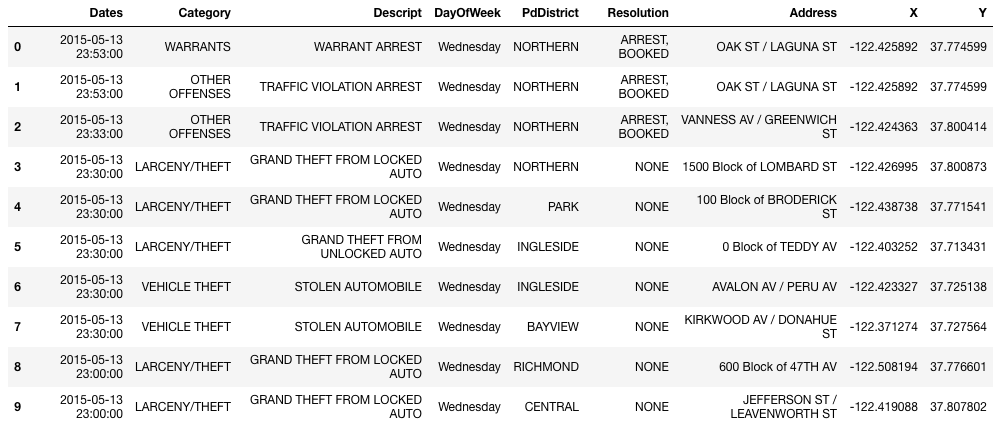 Dates Category Descript DayOfWeek PdDistrict Resolution Address X Y
0 2015-05-13 23:53:00 WARRANTS WARRANT ARREST Wednesday NORTHERN ARREST, BOOKED OAK ST / LAGUNA ST -122.425892 37.774599
1 2015-05-13 23:53:00 OTHER OFFENSES TRAFFIC VIOLATION ARREST Wednesday NORTHERN ARREST, BOOKED OAK ST / LAGUNA ST -122.425892 37.774599
2 2015-05-13 23:33:00 OTHER OFFENSES TRAFFIC VIOLATION ARREST Wednesday NORTHERN ARREST, BOOKED VANNESS AV / GREENWICH ST -122.424363 37.800414
3 2015-05-13 23:30:00 LARCENY/THEFT GRAND THEFT FROM LOCKED AUTO Wednesday NORTHERN NONE 1500 Block of LOMBARD ST -122.426995 37.800873
4 2015-05-13 23:30:00 LARCENY/THEFT GRAND THEFT FROM LOCKED AUTO Wednesday PARK NONE 100 Block of BRODERICK ST -122.438738 37.771541
5 2015-05-13 23:30:00 LARCENY/THEFT GRAND THEFT FROM UNLOCKED AUTO Wednesday INGLESIDE NONE 0 Block of TEDDY AV -122.403252 37.713431
6 2015-05-13 23:30:00 VEHICLE THEFT STOLEN AUTOMOBILE Wednesday INGLESIDE NONE AVALON AV / PERU AV -122.423327 37.725138
7 2015-05-13 23:30:00 VEHICLE THEFT STOLEN AUTOMOBILE Wednesday BAYVIEW NONE KIRKWOOD AV / DONAHUE ST -122.371274 37.727564
8 2015-05-13 23:00:00 LARCENY/THEFT GRAND THEFT FROM LOCKED AUTO Wednesday RICHMOND NONE 600 Block of 47TH AV -122.508194 37.776601
9 2015-05-13 23:00:00 LARCENY/THEFT GRAND THEFT FROM LOCKED AUTO Wednesday CENTRAL NONE JEFFERSON ST / LEAVENWORTH ST -122.419088 37.807802